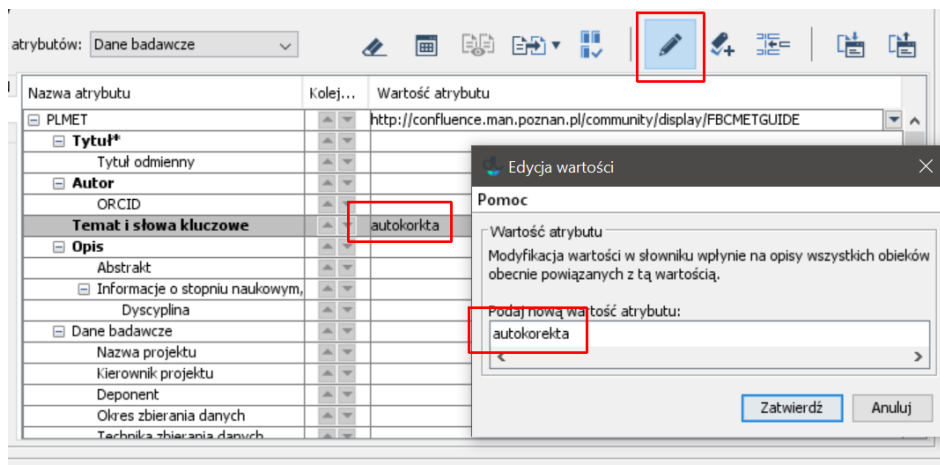 atrybutów: Dane badawcze
Nazwa atrybutu Kolej... Wartość atrybutu
PLMET http://confluence.man.poznan.pl/community/display/FBCMETGUIDE
Tytuł*
Tytuł odmienny
Autor
ORCID
Temat i słowa kluczowe autokorkta
Opis
Abstrakt
Informacje o stopniu naukowym,
Dyscyplina
Dane badawcze
Nazwa projektu
Kierownik projektu
Deponent
Okres zbierania danych
Technika zbierania danych
Edycja wartości
Pomoc
Wartość atrybutu
Modyfikacja wartości w słowniku wpłynie na opisy wszystkich obieków
obecnie powiązanych z tą wartością.
Podaj nową wartość atrybutu:
autokorekta
Zatwierdź Anuluj